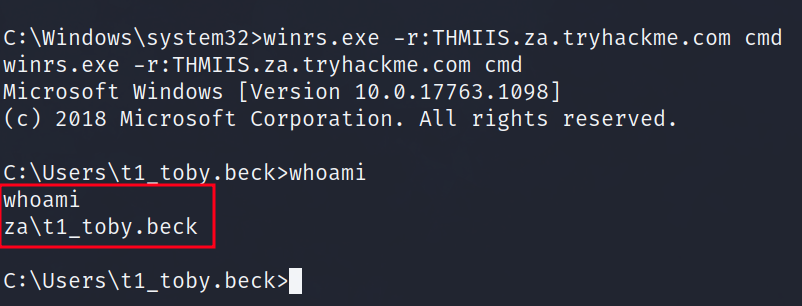 C:\Windows\system32>winrs.exe -r:THMIIS.za.tryhackme.com cmd
winrs.exe -r:THMIIS.za.tryhackme.com cmd
Microsoft Windows [Version 10.0.17763.1098]
(c) 2018 Microsoft Corporation. All rights reserved.
C:\Users\t1_toby.beck>whoami
whoami
za\t1_toby.beck
C:\Users\t1_toby.beck>